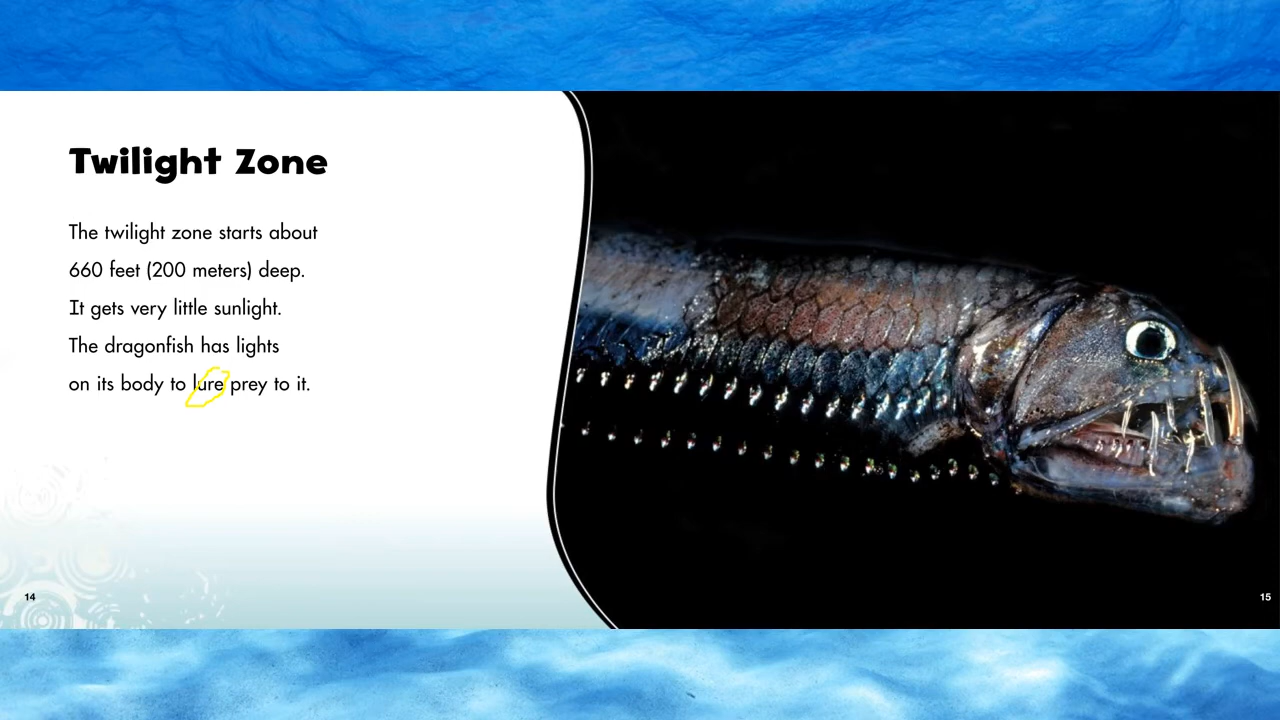 Twilight Zone
The twilight zone starts about
660 feet (200 meters) deep.
It gets very little sunlight.
The dragonfish has lights
on its body to lure prey to it.
14
15